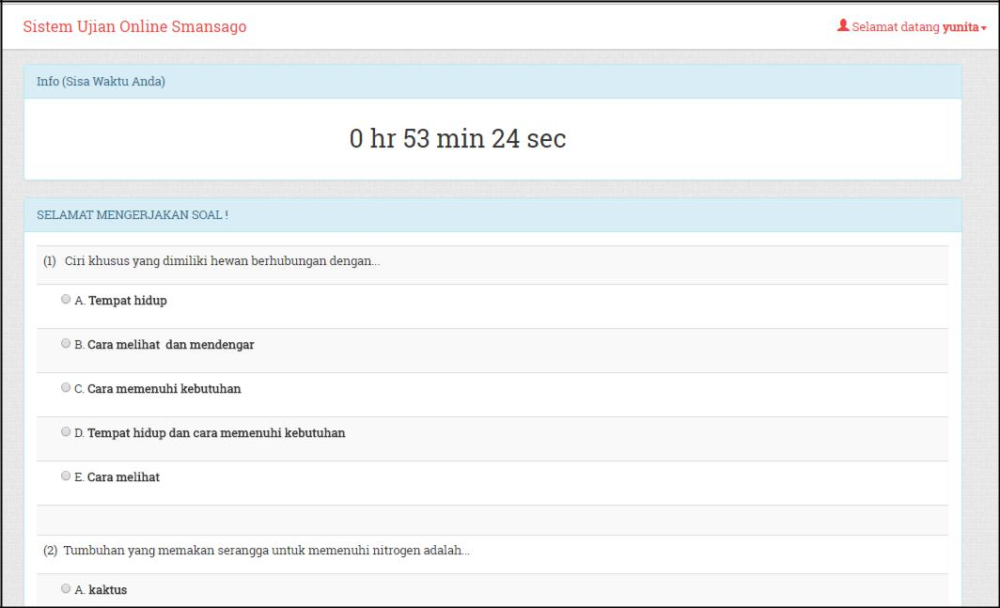 Sistem Ujian Online Smansago
Selamat datang yunita
Info (Sisa Waktu Anda)
0 hr 53 min 24 sec
SELAMAT MENGERJAKAN SOAL !
(1) Ciri khusus yang dimiliki hewan berhubungan dengan...
A. Tempat hidup
B. Cara melihat dan mendengar
C. Cara memenuhi kebutuhan
D. Tempat hidup dan cara memenuhi kebutuhan
E. Cara melihat
(2) Tumbuhan yang memakan serangga untuk memenuhi nitrogen adalah...
A. kaktus